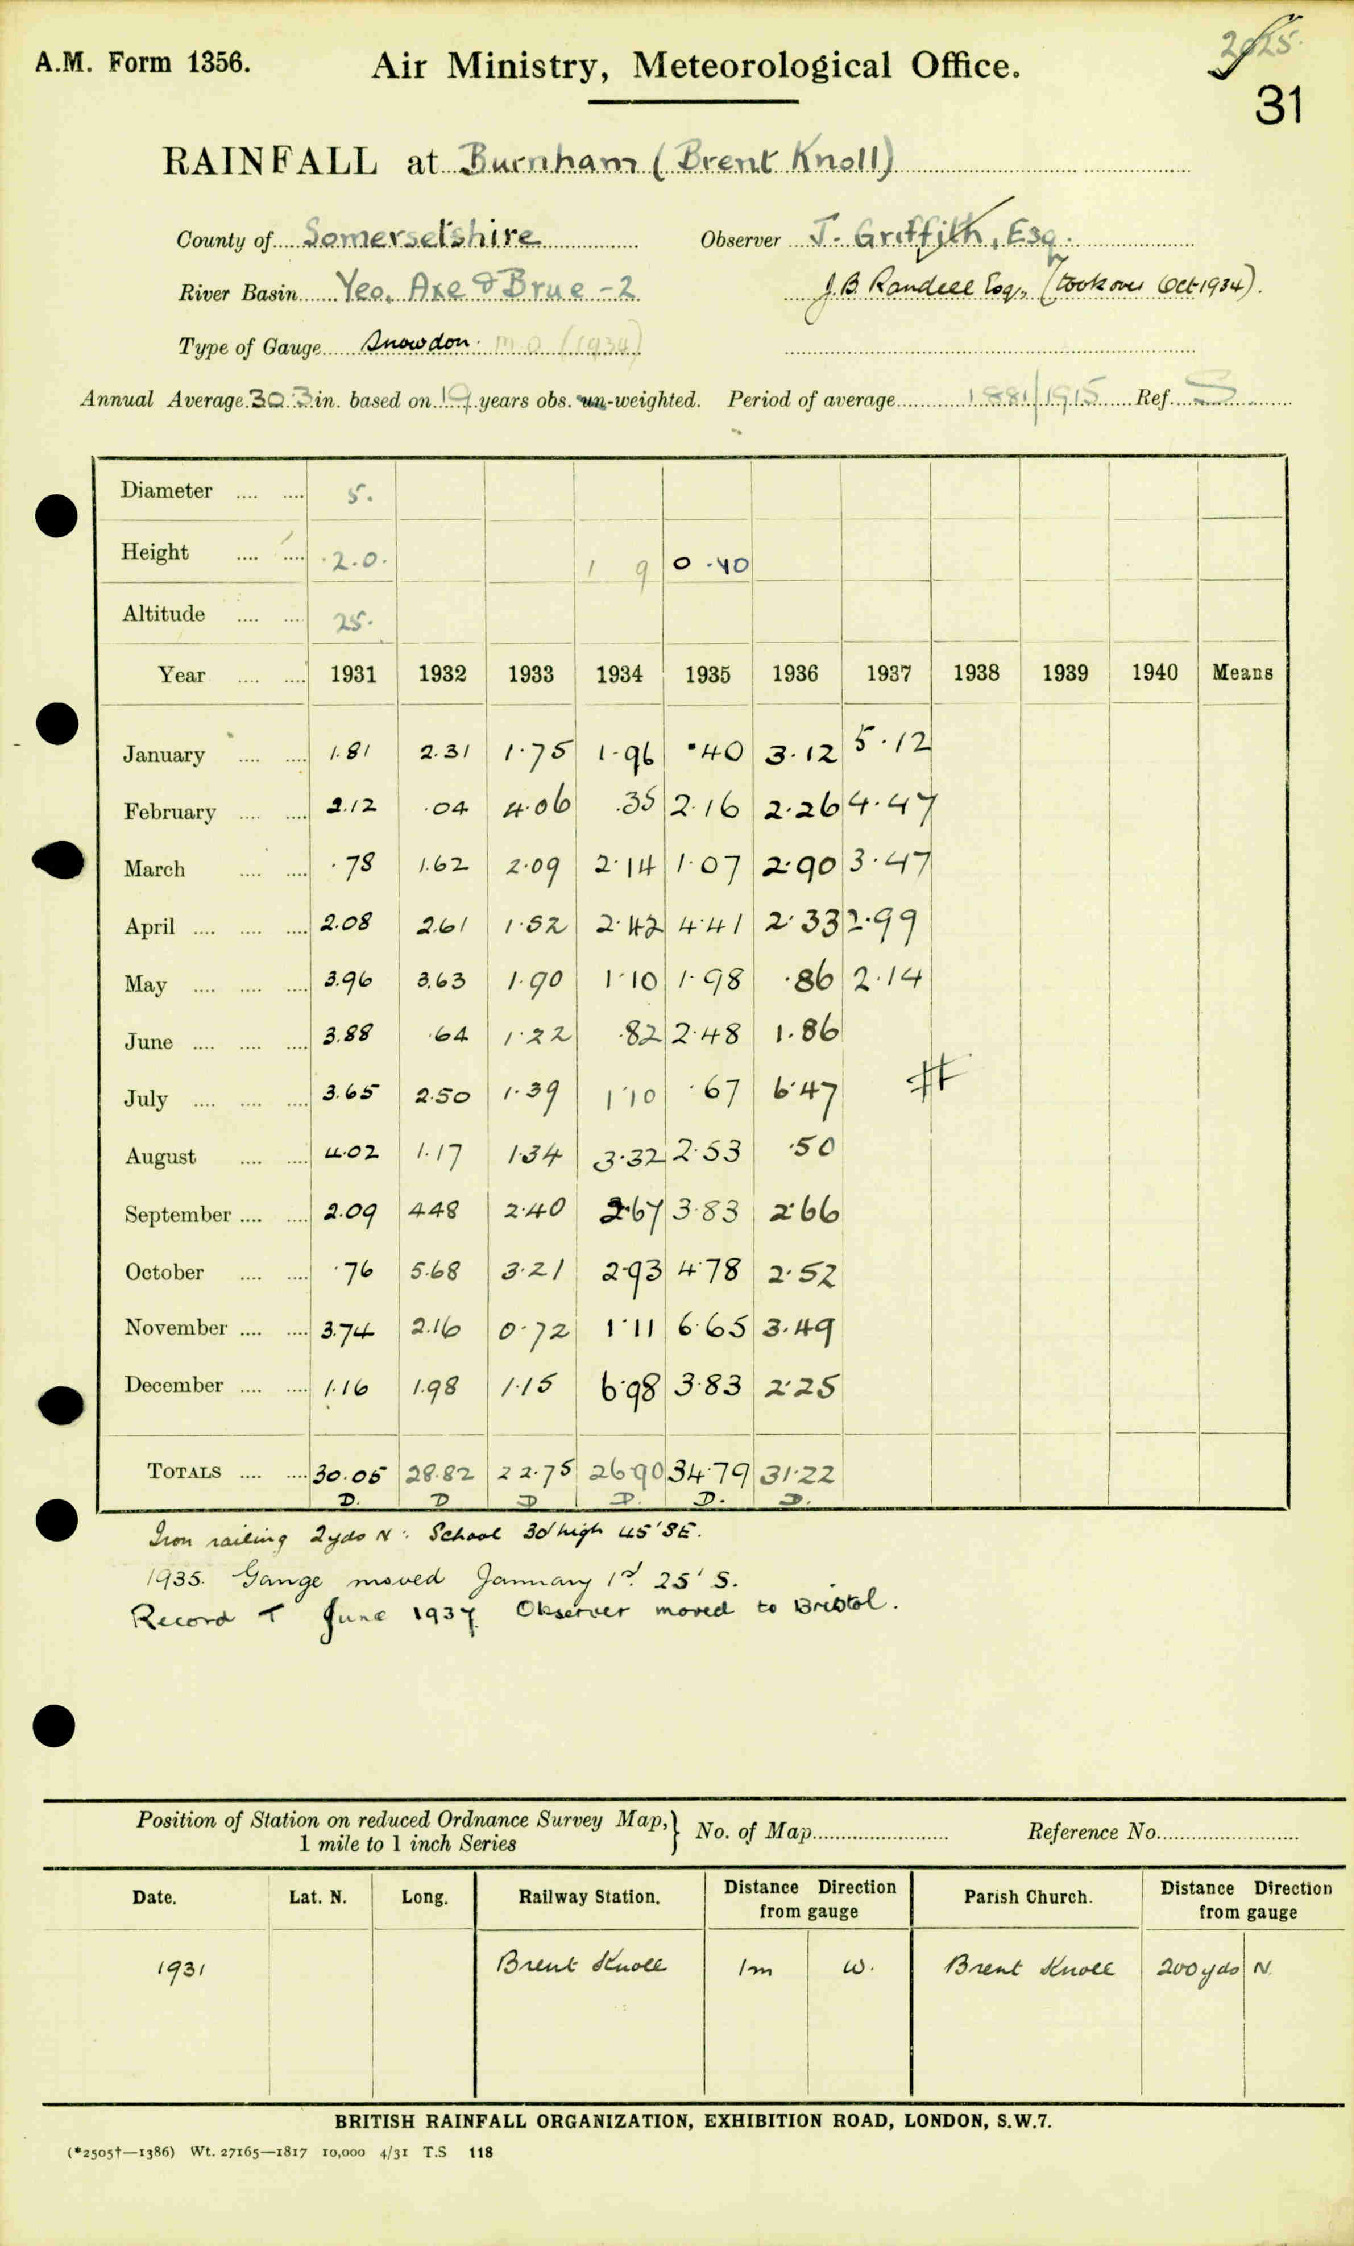 A.M. Form 1356. Air Ministry, Meteorological Office.
31
RAINFALL at Burnham (Brent Knoll)
County of Somersetshire Observer J. Griffith, Esq.
River Basin Yeo, Axe & Brue - 2 J.B. Randell Esq., (took over Oct 1934).
Type of Gauge Snowdon. M.O (1934)
Annual Average 30.3 in. based on 19 years obs. un-weighted. Period of average 1881/1915 Ref. S
Diameter 5.
Height 2.0. 1 9 0.40
Altitude 25.
Year 1931 1932 1933 1934 1935 1936 1937 1938 1939 1940 Means
January 1.81 2.31 1.75 1.96 .40 3.12 5.12
February 2.12 .04 4.06 .35 2.16 2.26 4.47
March .78 1.62 2.09 2.14 1.07 2.90 3.47
April 2.08 2.61 1.52 2.42 4.41 2.33 2.99
May 3.96 3.63 1.90 1.10 1.98 .86 2.14
June 3.88 .64 1.22 .82 2.48 1.86
July 3.65 2.50 1.39 1.10 .67 6.47
August 4.02 1.17 1.34 3.32 2.53 .50
September 2.09 4.48 2.40 2.67 3.83 2.66
October .76 5.68 3.21 2.93 4.78 2.52
November 3.74 2.16 0.72 1.11 6.65 3.49
December 1.16 1.98 1.15 6.98 3.83 2.25
TOTALS 30.05 28.82 22.75 26.90 34.79 31.22
D. D D D. D. D.
Iron railing 2yds N. School 30' high 45' SE.
1935. Gauge moved January 1st 25' S.
Record T June 1937. Observer moved to Bristol.
Position of Station on reduced Ordnance Survey Map, 1 mile to 1 inch Series } No. of Map Reference No.
Date. Lat. N. Long. Railway Station. Distance Direction from gauge Parish Church. Distance Direction from gauge
1931 Brent Knoll 1m W. Brent Knoll 200yds N.
BRITISH RAINFALL ORGANIZATION, EXHIBITION ROAD, LONDON, S.W.7.
(*2505†—1386) Wt. 27165—1817 10,000 4/31 T.S 118